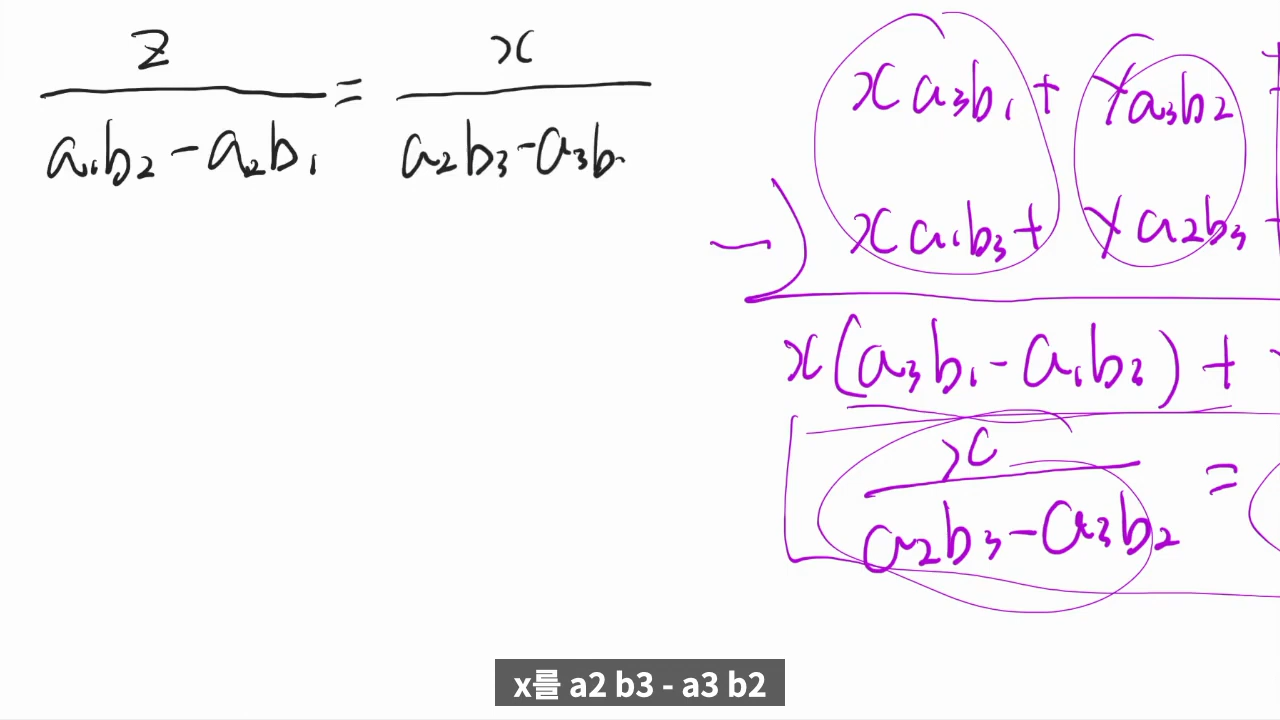 z/(a₁b₂ - a₂b₁) = x/(a₂b₃ - a₃b
xa₃b₁ + ya₃b₂ +
-) xa₁b₃ + ya₂b₃
x(a₃b₁ - a₁b₃) +
x/(a₂b₃ - a₃b₂) =
x를 a2 b3 - a3 b2